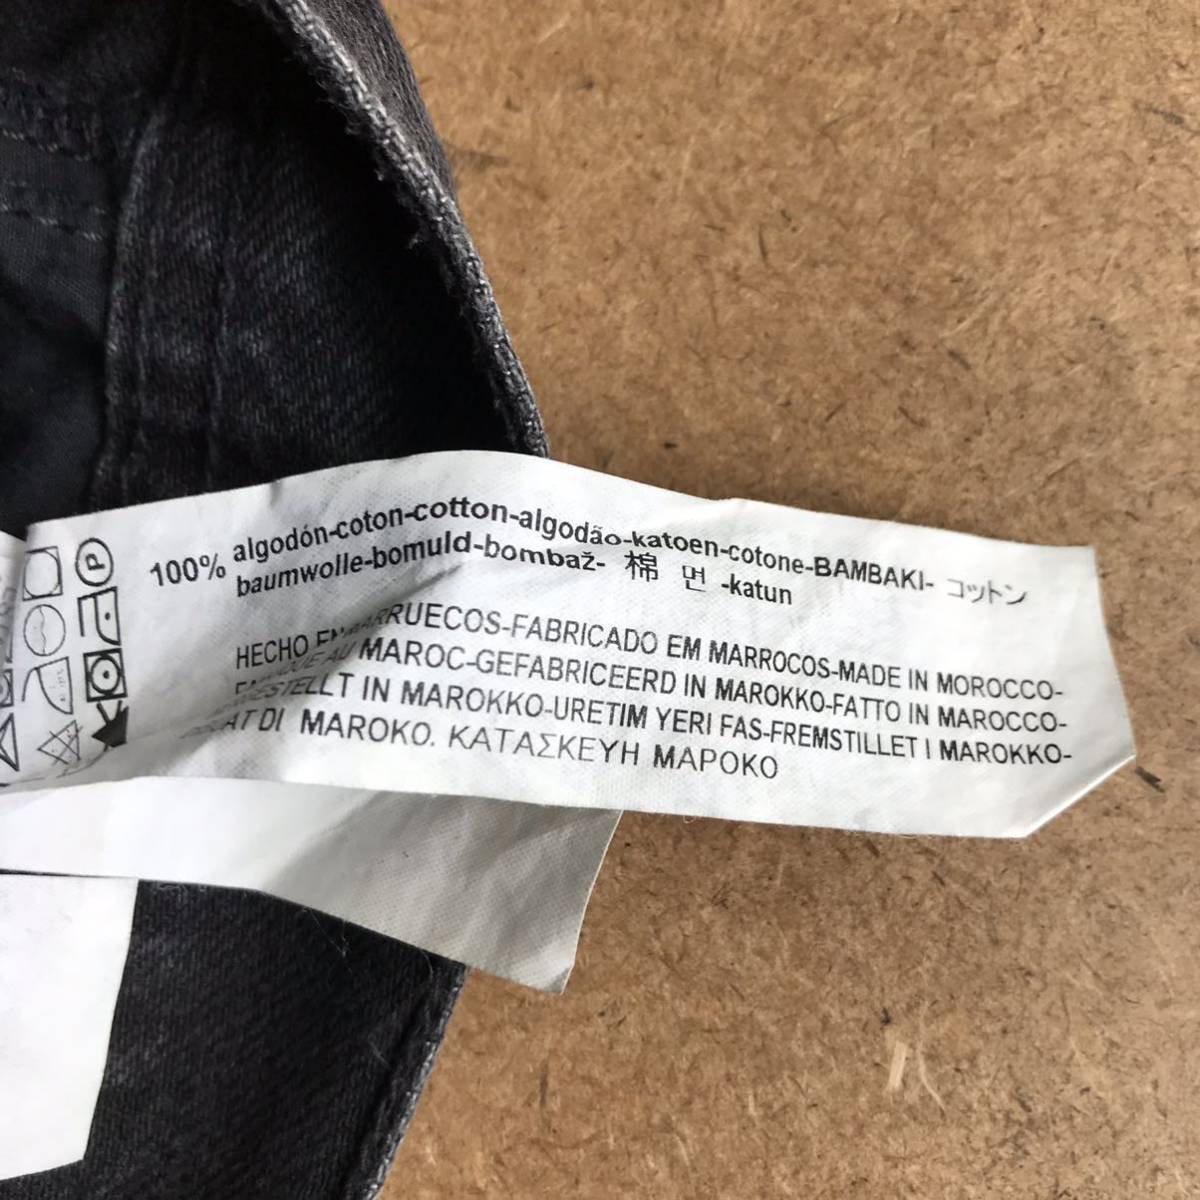 100% algodón-coton-cotton-algodão-katoen-cotone-BAMBAKI- コットン
baumwolle-bomuld-bombaž- 棉 면 -katun
HECHO EN MARRUECOS-FABRICADO EM MARROCOS-MADE IN MOROCCO-
AU MAROC-GEFABRICEERD IN MAROKKO-FATTO IN MAROCCO-
IN MAROKKO-URETIM YERI FAS-FREMSTILLET I MAROKKO-
DI MAROKO. ΚΑΤΑΣΚΕΥΗ ΜΑΡΟΚΟ
P